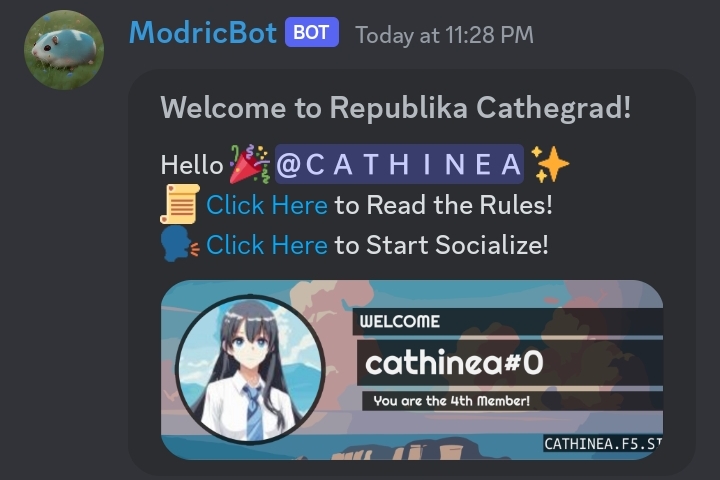 ModricBot BOT Today at 11:28 PM
Welcome to Republika Cathegrad!
Hello 🎉 @C A T H I N E A ✨
📜 Click Here to Read the Rules!
🗣️ Click Here to Start Socialize!
WELCOME
cathinea#0
You are the 4th Member!
CATHINEA.F5.SI